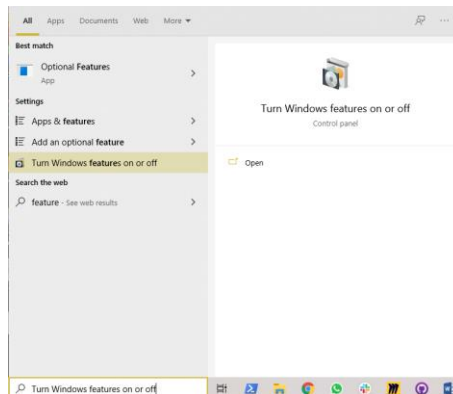 All Apps Documents Web More
Best match
Optional Features
App
Settings
Apps & features
Add an optional feature
Turn Windows features on or off
Search the web
feature - See web results
Turn Windows features on or off
Control panel
Open
Turn Windows features on or off